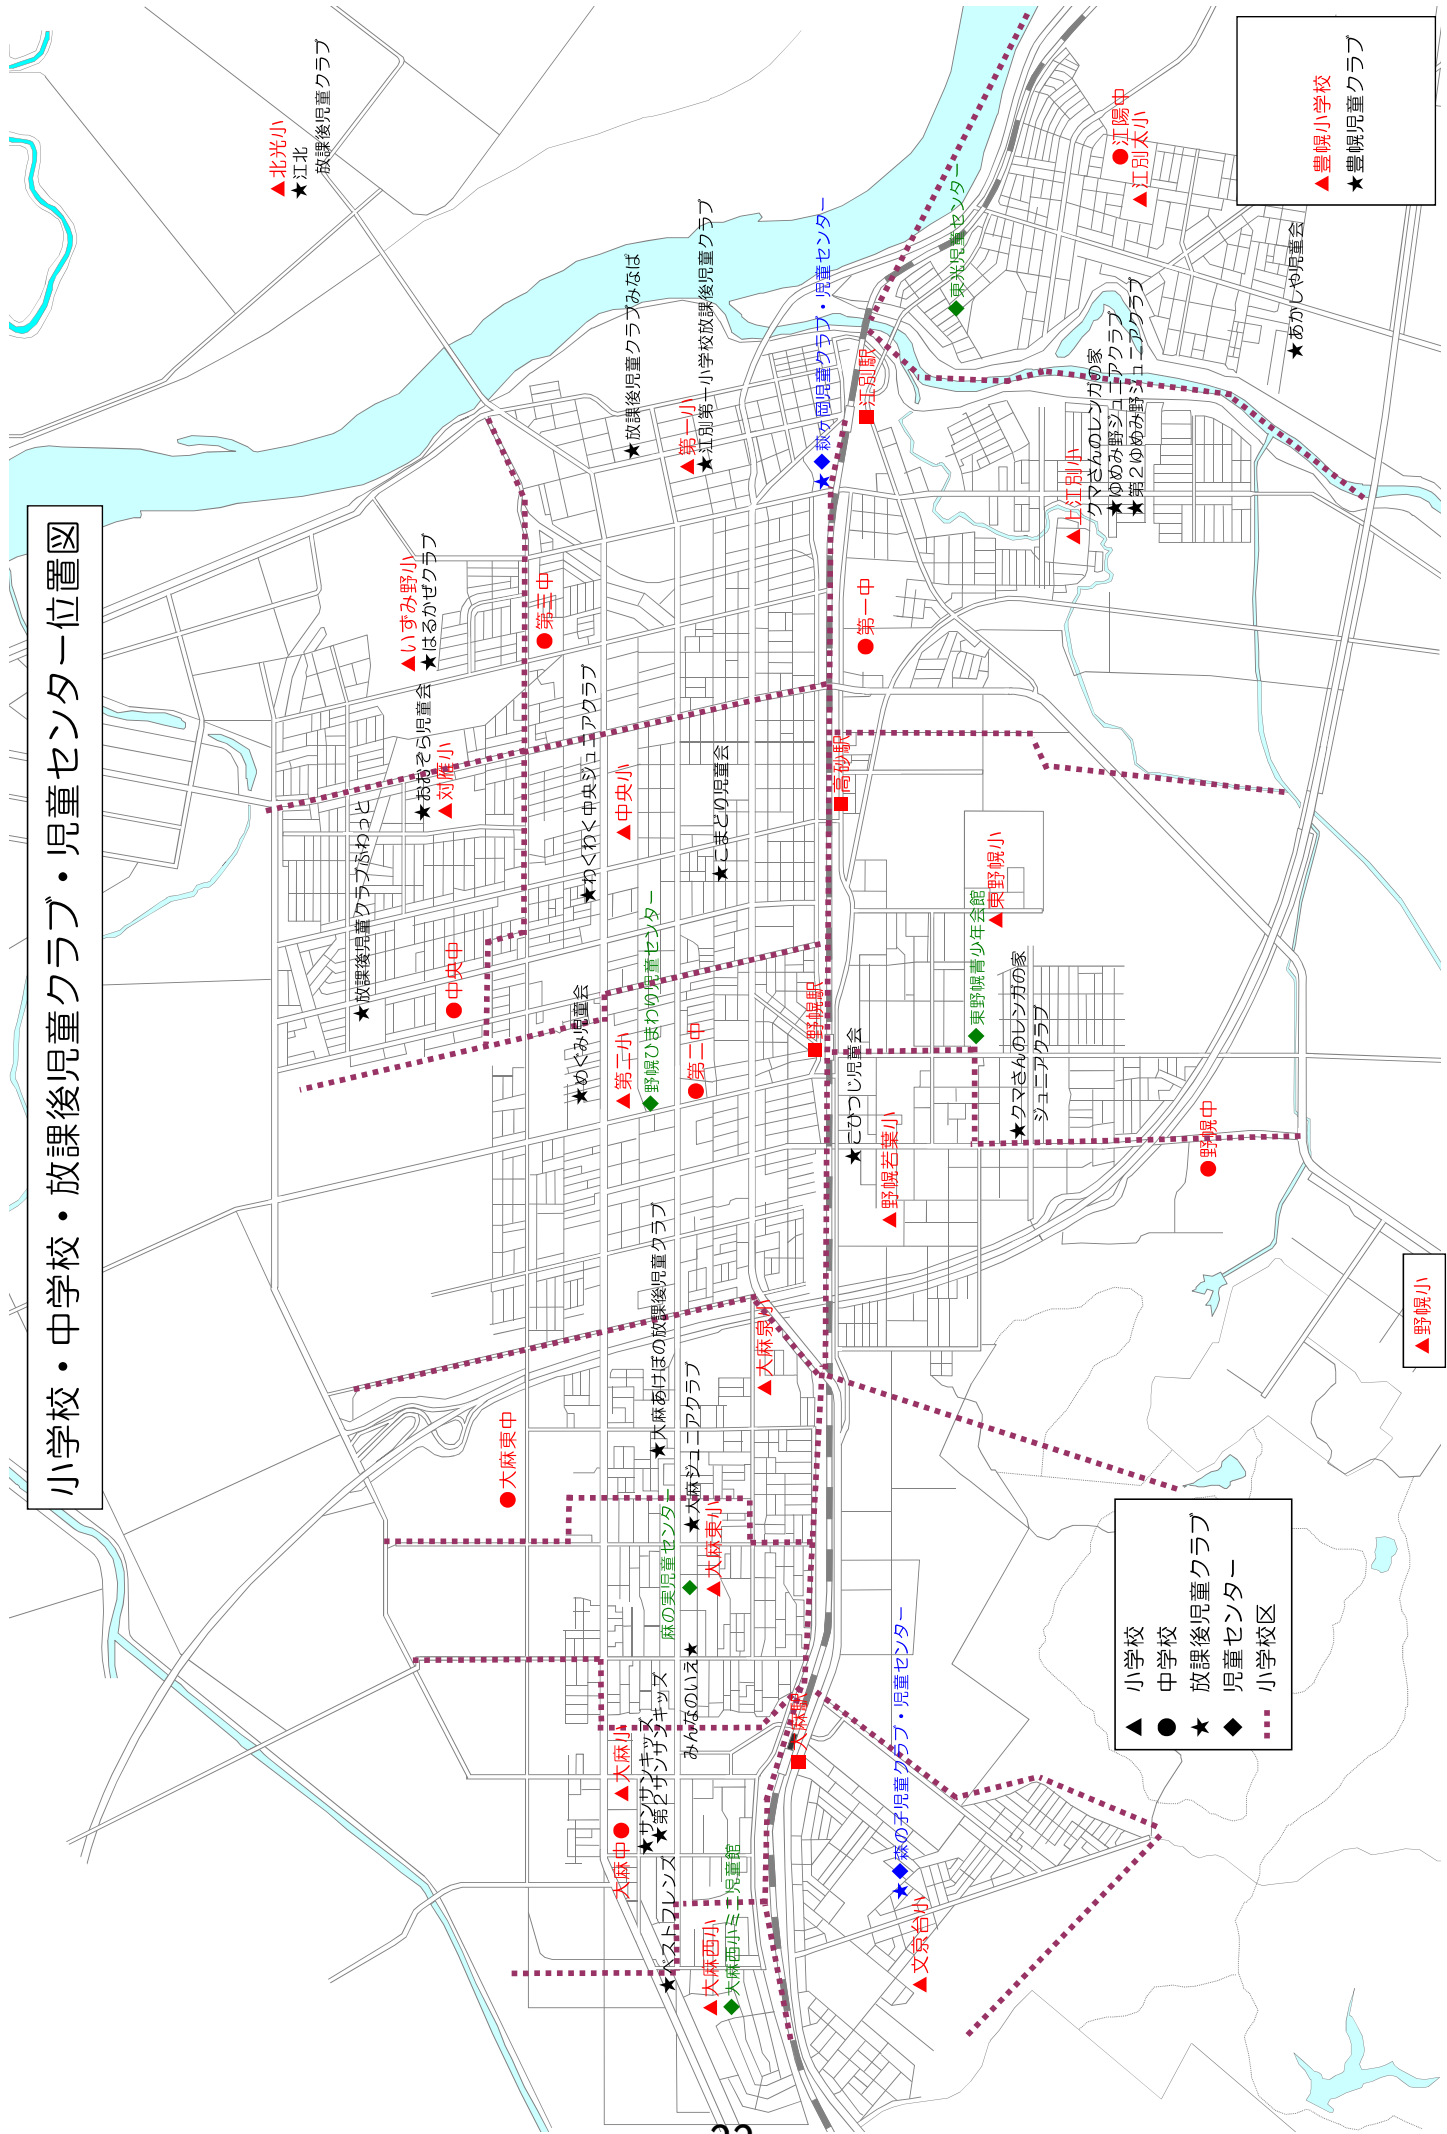 小学校・中学校・放課後児童クラブ・児童センター位置図
▲北光小
★江北
放課後児童クラブ
▲いずみ野小
★はるかぜクラブ
★おおぞら児童会
▲対雁小
★放課後児童クラブふわっと
●中央中
●第三中
★わくわく中央ジュニアクラブ
▲中央小
★こまどり児童会
★放課後児童クラブみなぱ
▲第一小
★江別第一小学校放課後児童クラブ
★◆萩ヶ岡児童クラブ・児童センター
■江別駅
◆東光児童センター
●江陽中
▲江別太小
▲豊幌小学校
★豊幌児童クラブ
★あかしや児童会
クマさんのレンガの家
★ゆめみ野ジュニアクラブ
★第2ゆめみ野ジュニアクラブ
▲上江別小
●第一中
■高砂駅
▲東野幌小
◆東野幌青少年会館
★クマさんのレンガの家
ジュニアクラブ
★めぐみ児童会
▲第二小
◆野幌ひまわり児童センター
●第二中
■野幌駅
★こひつじ児童会
▲野幌若葉小
●野幌中
▲野幌小
●大麻東中
★大麻あけぼの放課後児童クラブ
★大麻ジュニアクラブ
▲大麻泉小
麻の実児童センター
◆
▲大麻東小
みんなのいえ★
▲大麻小
大麻中●
★サンサンキッズ
★第2サンサンキッズ
■大麻駅
★ベストフレンズ
▲大麻西小
◆大麻西小ミニ児童館
★◆森の子児童クラブ・児童センター
▲文京台小
▲ 小学校
● 中学校
★ 放課後児童クラブ
◆ 児童センター
小学校区